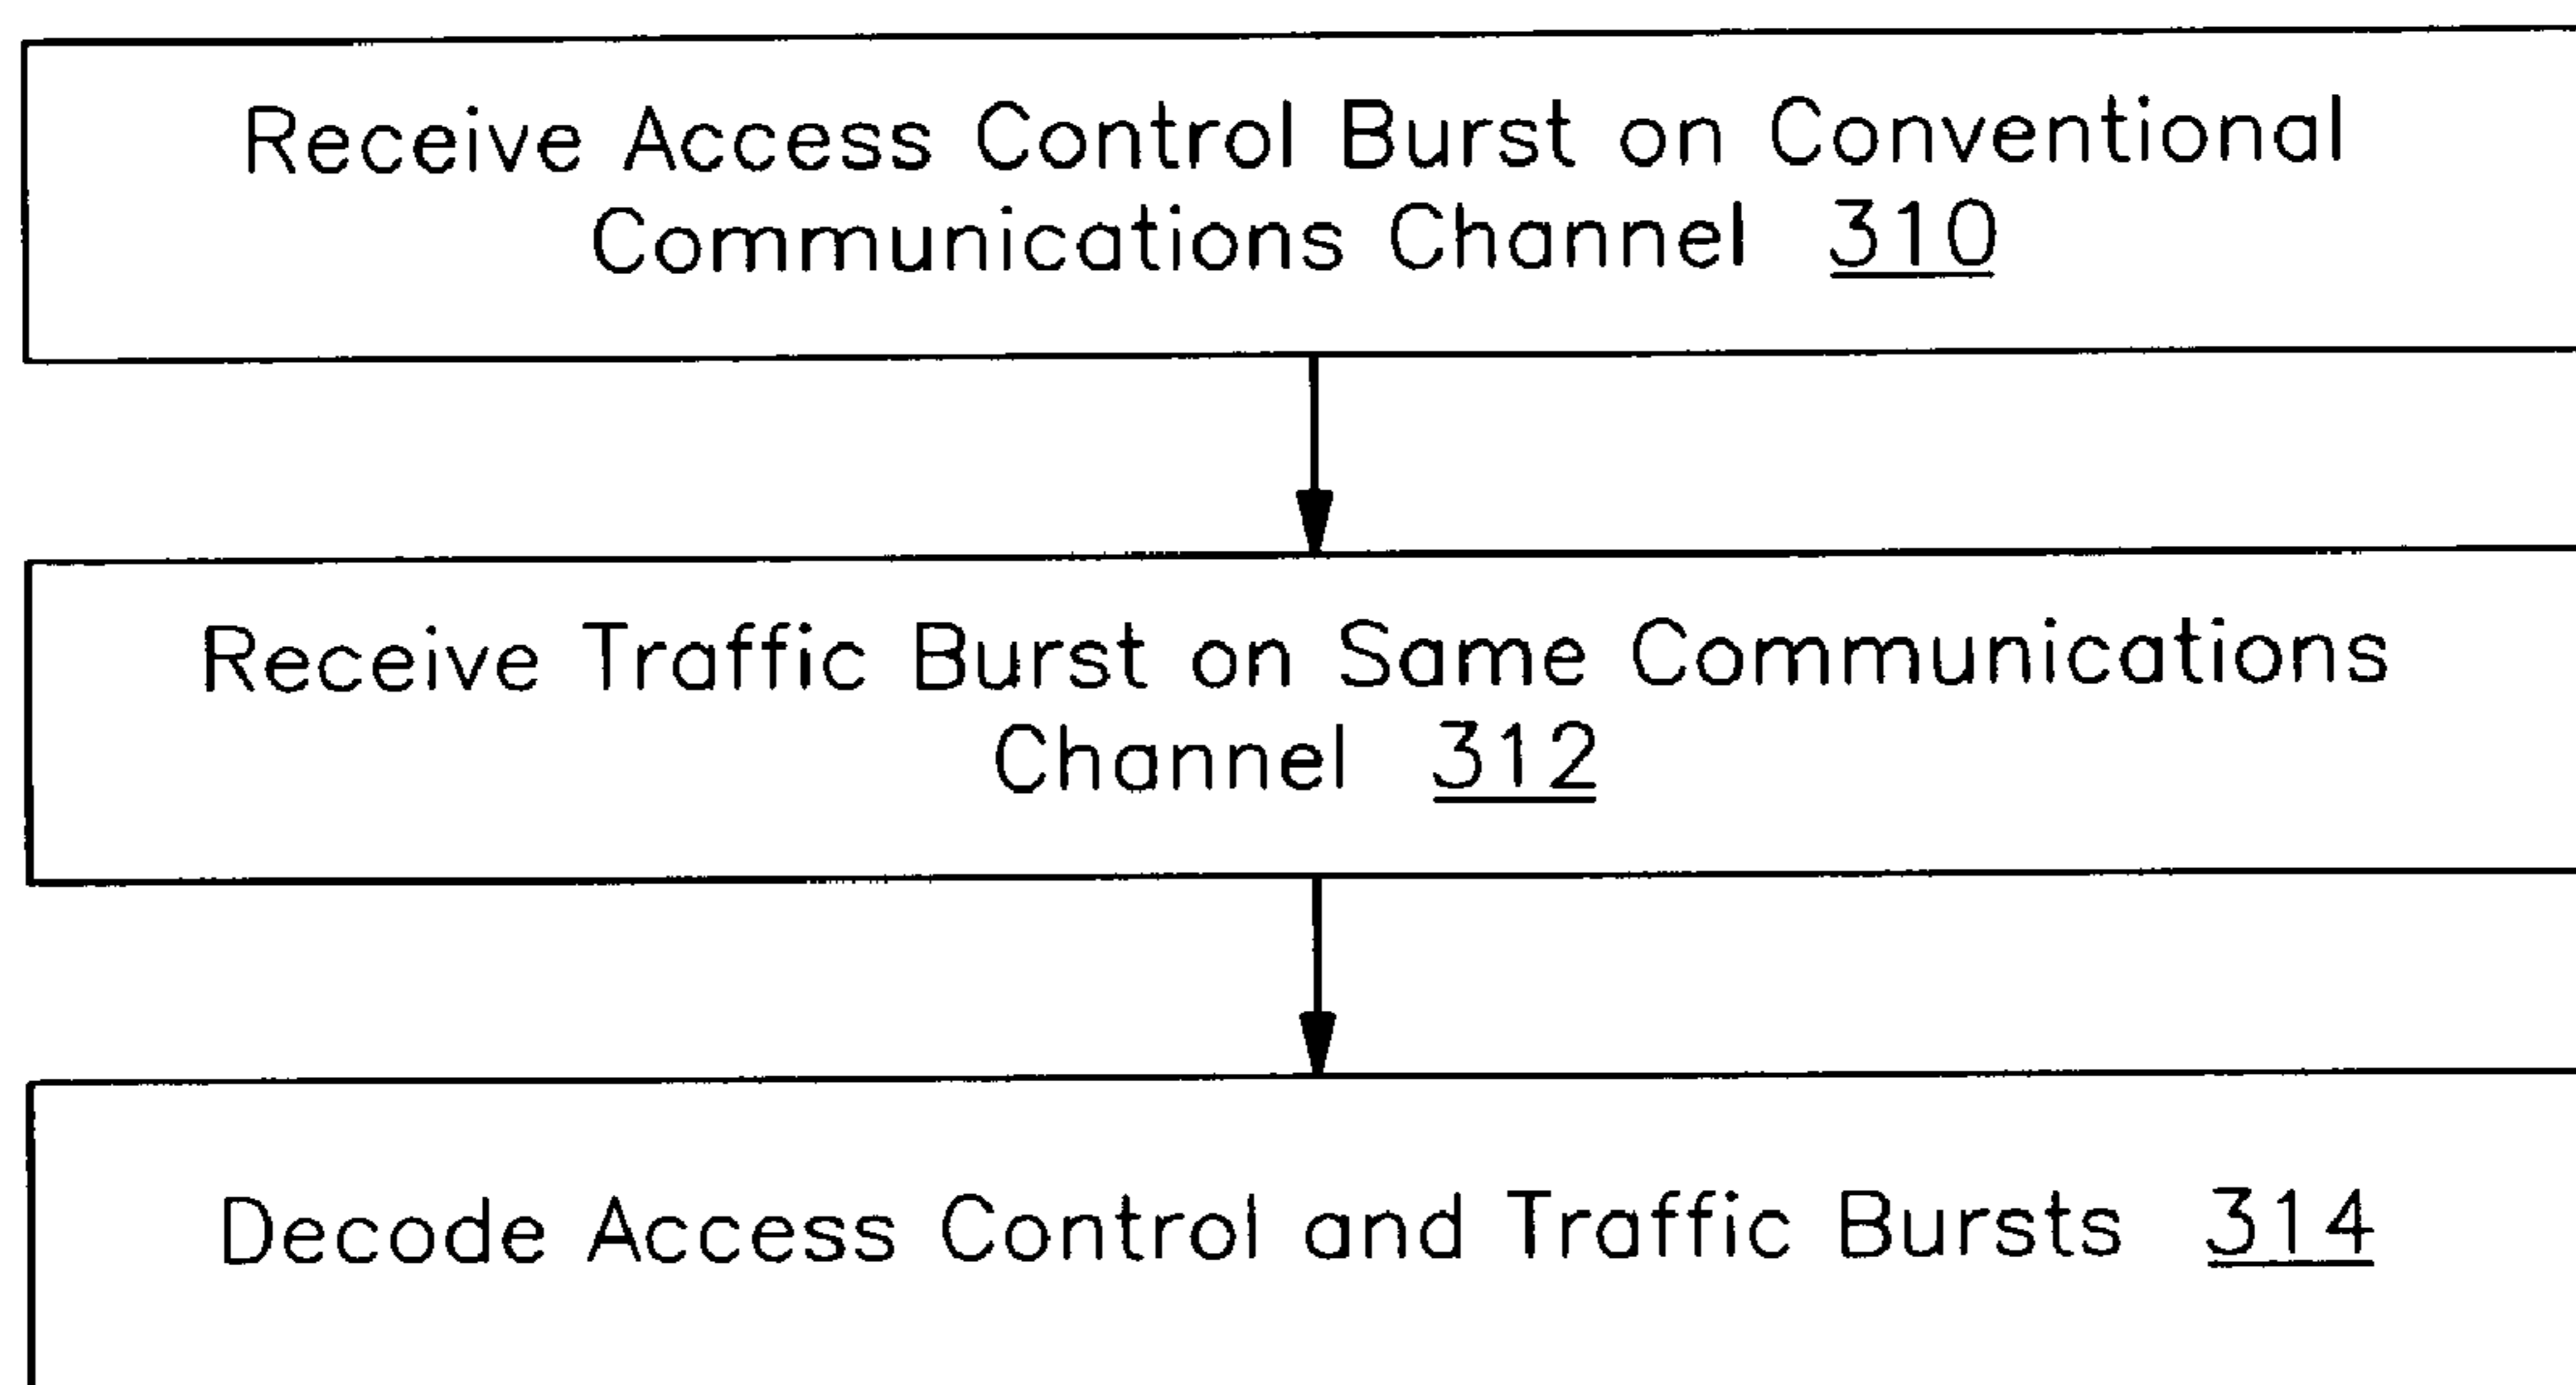 Receive Access Control Burst on Conventional
Communications Channel 310
Receive Traffic Burst on Same Communications
Channel 312
Decode Access Control and Traffic Bursts 314